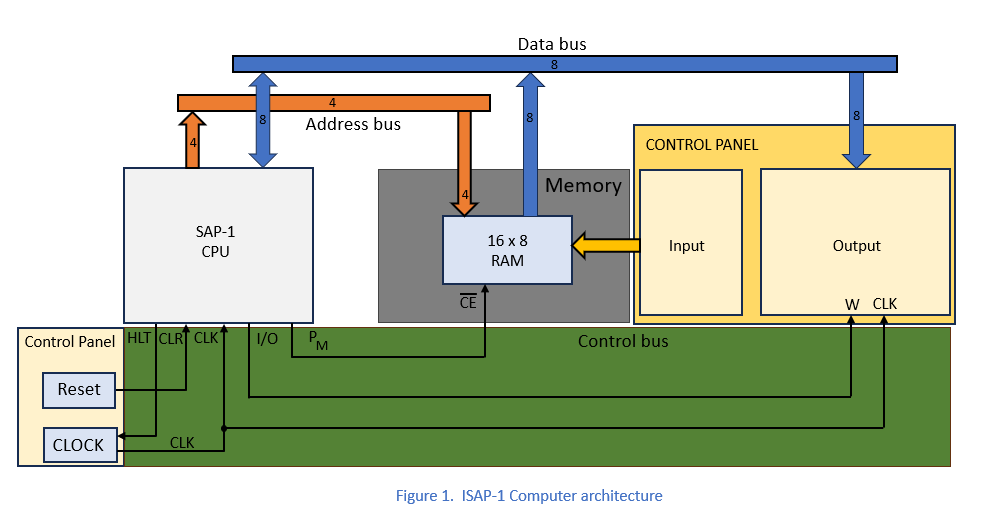 Data bus
8
4
Address bus
8
4
8
8
4
CONTROL PANEL
Memory
SAP-1
CPU
16 x 8
RAM
Input
Output
CE
W CLK
Control Panel
HLT CLR CLK I/O PM
Control bus
Reset
CLOCK
CLK
Figure 1. ISAP-1 Computer architecture